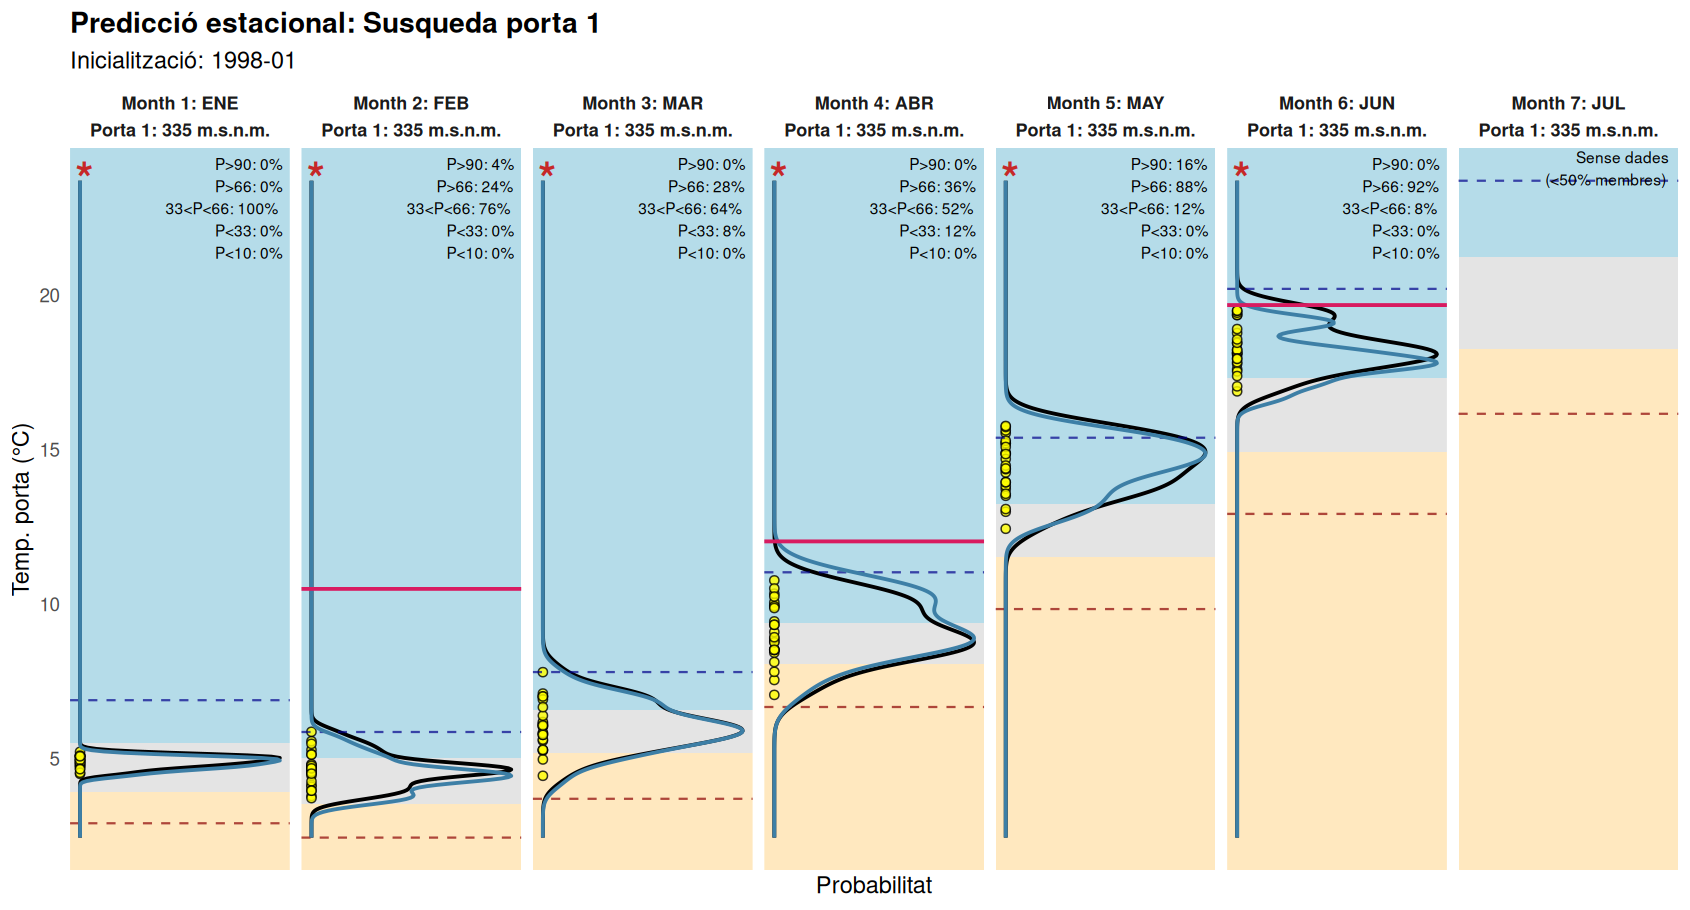 Predicció estacional: Susqueda porta 1
Inicialització: 1998-01
Month 1: ENE
Porta 1: 335 m.s.n.m.
Month 2: FEB
Porta 1: 335 m.s.n.m.
Month 3: MAR
Porta 1: 335 m.s.n.m.
Month 4: ABR
Porta 1: 335 m.s.n.m.
Month 5: MAY
Porta 1: 335 m.s.n.m.
Month 6: JUN
Porta 1: 335 m.s.n.m.
Month 7: JUL
Porta 1: 335 m.s.n.m.
*
P>90: 0%
P>66: 0%
33<P<66: 100%
P<33: 0%
P<10: 0%
*
P>90: 4%
P>66: 24%
33<P<66: 76%
P<33: 0%
P<10: 0%
*
P>90: 0%
P>66: 28%
33<P<66: 64%
P<33: 8%
P<10: 0%
*
P>90: 0%
P>66: 36%
33<P<66: 52%
P<33: 12%
P<10: 0%
*
P>90: 16%
P>66: 88%
33<P<66: 12%
P<33: 0%
P<10: 0%
*
P>90: 0%
P>66: 92%
33<P<66: 8%
P<33: 0%
P<10: 0%
Sense dades
(<50% membres)
20
15
10
5
Temp. porta (°C)
Probabilitat